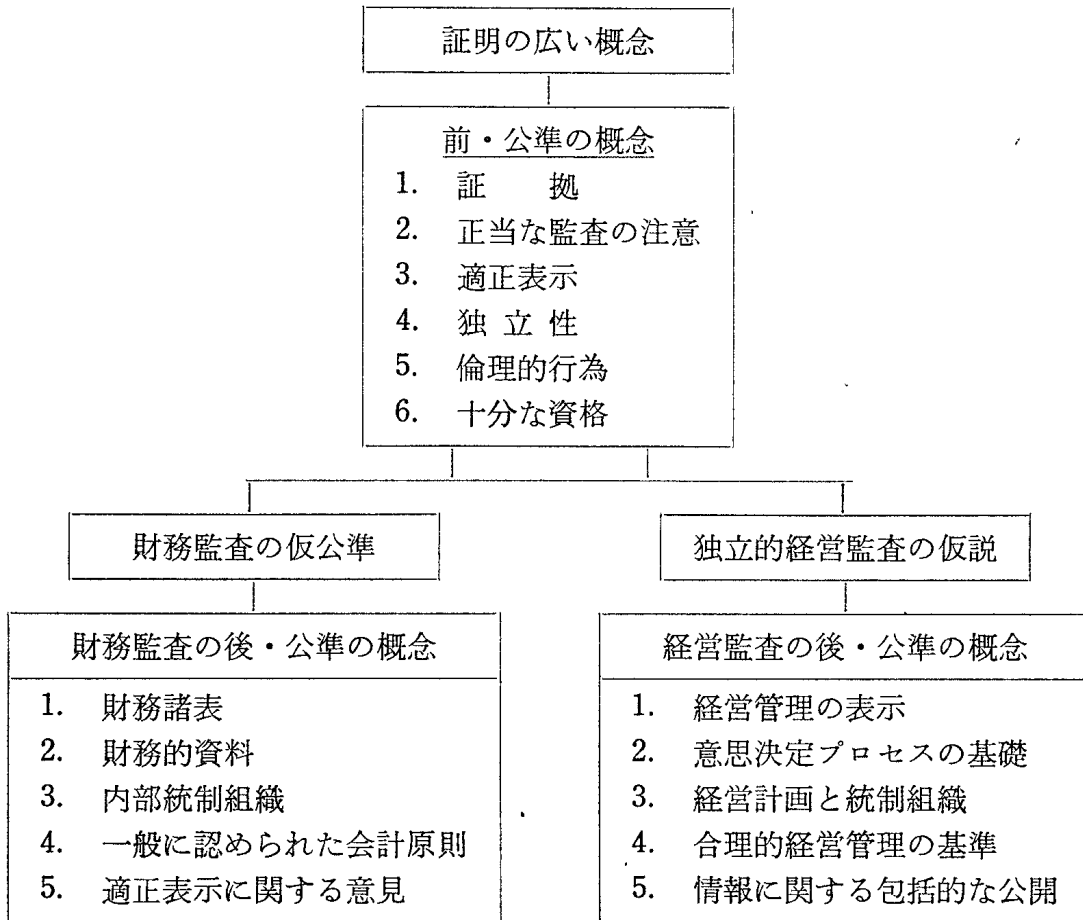 証明の広い概念
前・公準の概念
1. 証 拠
2. 正当な監査の注意
3. 適正表示
4. 独 立 性
5. 倫理的行為
6. 十分な資格
財務監査の仮公準
独立的経営監査の仮説
財務監査の後・公準の概念
1. 財務諸表
2. 財務的資料
3. 内部統制組織
4. 一般に認められた会計原則
5. 適正表示に関する意見
経営監査の後・公準の概念
1. 経営管理の表示
2. 意思決定プロセスの基礎
3. 経営計画と統制組織
4. 合理的経営管理の基準
5. 情報に関する包括的な公開